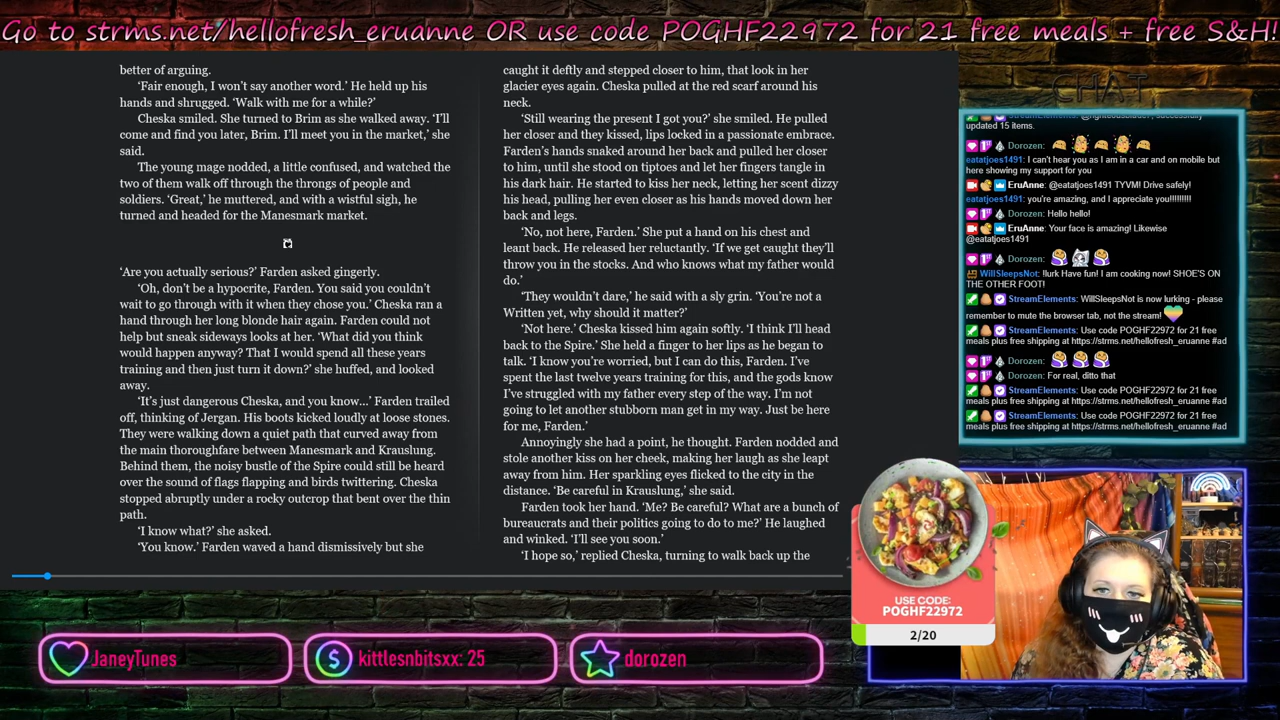 Go to strms.net/hellofresh_eruanne OR use code POGHF22972 for 21 free meals + free S&H!
better of arguing.
‘Fair enough, I won’t say another word.’ He held up his
hands and shrugged. ‘Walk with me for a while?’
Cheska smiled. She turned to Brim as she walked away. ‘I’ll
come and find you later, Brim. I’ll meet you in the market,’ she
said.
The young mage nodded, a little confused, and watched the
two of them walk off through the throngs of people and
soldiers. ‘Great,’ he muttered, and with a wistful sigh, he
turned and headed for the Manesmark market.
‘Are you actually serious?’ Farden asked gingerly.
‘Oh, don’t be a hypocrite, Farden. You said you couldn’t
wait to go through with it when they chose you.’ Cheska ran a
hand through her long blonde hair again. Farden could not
help but sneak sideways looks at her. ‘What did you think
would happen anyway? That I would spend all these years
training and then just turn it down?’ she huffed, and looked
away.
‘It’s just dangerous Cheska, and you know...’ Farden trailed
off, thinking of Jergan. His boots kicked loudly at loose stones.
They were walking down a quiet path that curved away from
the main thoroughfare between Manesmark and Krauslung.
Behind them, the noisy bustle of the Spire could still be heard
over the sound of flags flapping and birds twittering. Cheska
stopped abruptly under a rocky outcrop that bent over the thin
path.
‘I know what?’ she asked.
‘You know.’ Farden waved a hand dismissively but she
caught it deftly and stepped closer to him, that look in her
glacier eyes again. Cheska pulled at the red scarf around his
neck.
‘Still wearing the present I got you?’ she smiled. He pulled
her closer and they kissed, lips locked in a passionate embrace.
Farden’s hands snaked around her back and pulled her closer
to him, until she stood on tiptoes and let her fingers tangle in
his dark hair. He started to kiss her neck, letting her scent dizzy
his head, pulling her even closer as his hands moved down her
back and legs.
‘No, not here, Farden.’ She put a hand on his chest and
leant back. He released her reluctantly. ‘If we get caught they’ll
throw you in the stocks. And who knows what my father would
do.’
‘They wouldn’t dare,’ he said with a sly grin. ‘You’re not a
Written yet, why should it matter?’
‘Not here.’ Cheska kissed him again softly. ‘I think I’ll head
back to the Spire.’ She held a finger to her lips as he began to
talk. ‘I know you’re worried, but I can do this, Farden. I’ve
spent the last twelve years training for this, and the gods know
I’ve struggled with my father every step of the way. I’m not
going to let another stubborn man get in my way. Just be here
for me, Farden.’
Annoyingly she had a point, he thought. Farden nodded and
stole another kiss on her cheek, making her laugh as she leapt
away from him. Her sparkling eyes flicked to the city in the
distance. ‘Be careful in Krauslung,’ she said.
Farden took her hand. ‘Me? Be careful? What are a bunch of
bureaucrats and their politics going to do to me?’ He laughed
and winked. ‘I’ll see you soon.’
‘I hope so,’ replied Cheska, turning to walk back up the
CHAT
updated 15 items.
Dorozen:
eatatjoes1491: I can't hear you as I am in a car and on mobile but
here showing my support for you
EruAnne: @eatatjoes1491 TYVM! Drive safely!
eatatjoes1491: you're amazing, and I appreciate you!!!!!!!!!
Dorozen: Hello hello!
EruAnne: Your face is amazing! Likewise
@eatatjoes1491
Dorozen:
WillSleepsNot: !lurk Have fun! I am cooking now! SHOE'S ON
THE OTHER FOOT!
StreamElements: WillSleepsNot is now lurking - please
remember to mute the browser tab, not the stream!
StreamElements: Use code POGHF22972 for 21 free
meals plus free shipping at https://strms.net/hellofresh_eruanne #ad
Dorozen:
Dorozen: For real, ditto that
StreamElements: Use code POGHF22972 for 21 free
meals plus free shipping at https://strms.net/hellofresh_eruanne #ad
StreamElements: Use code POGHF22972 for 21 free
meals plus free shipping at https://strms.net/hellofresh_eruanne #ad
USE CODE:
POGHF22972
2/20
JaneyTunes
kittlesnbitsxx: 25
dorozen